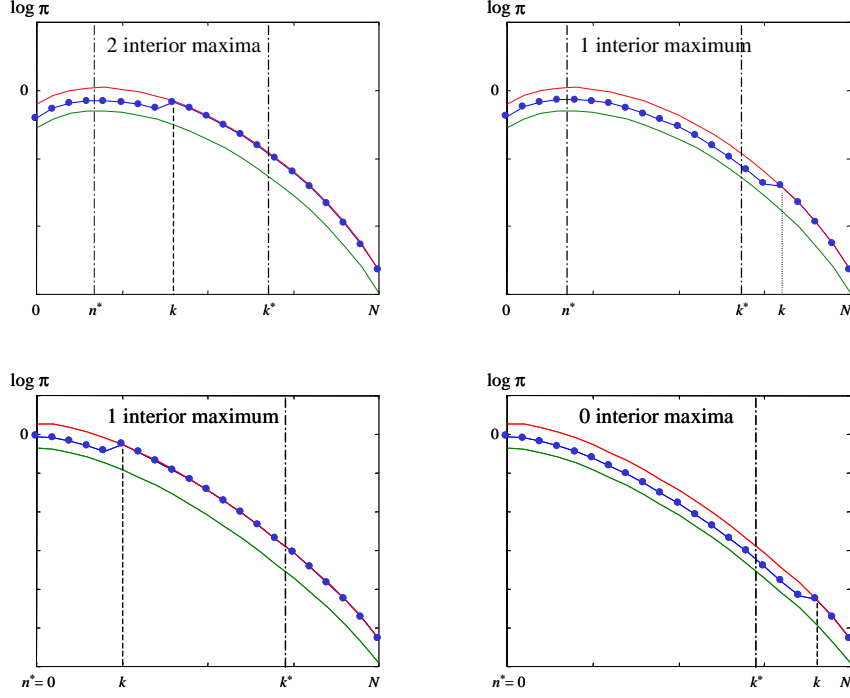 log π
2 interior maxima
0
0 n* k k* N
log π
1 interior maximum
0
0 n* k* k N
log π
1 interior maximum
0
n*= 0 k k* N
log π
0 interior maxima
0
n*= 0 k* k N